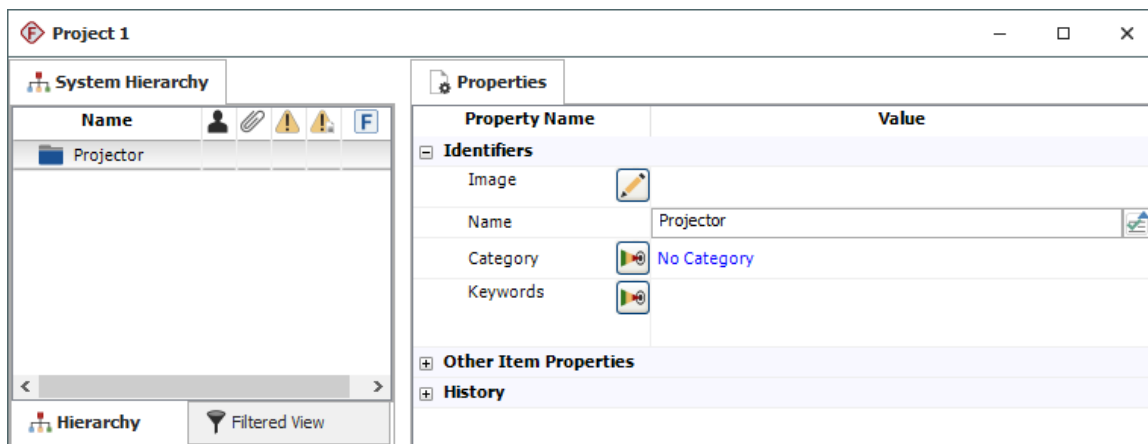 Project 1
System Hierarchy
Properties
Name
F
Property Name
Value
Projector
Identifiers
Image
Name
Projector
Category
No Category
Keywords
Other Item Properties
History
Hierarchy
Filtered View